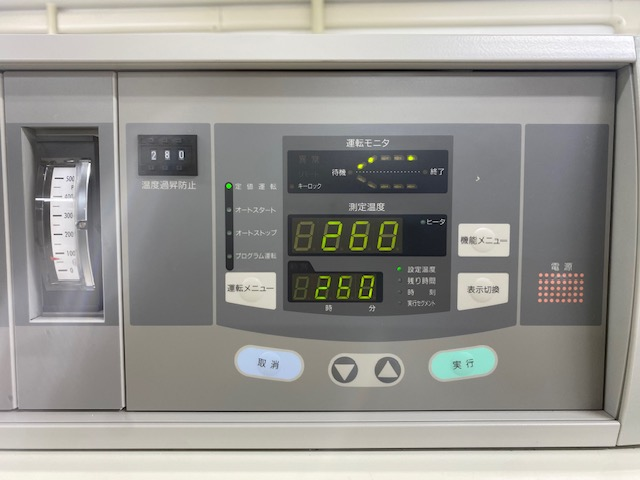 500
400
300
200
100
0
280
温度過昇防止
運転モニタ
待機
終了
キーロック
定値運転
オートスタート
オートストップ
プログラム運転
運転メニュー
測定温度
260
ヒータ
260
時 分
設定温度
残り時間
時 刻
実行セグメント
機能メニュー
表示切換
電源
取消
実行